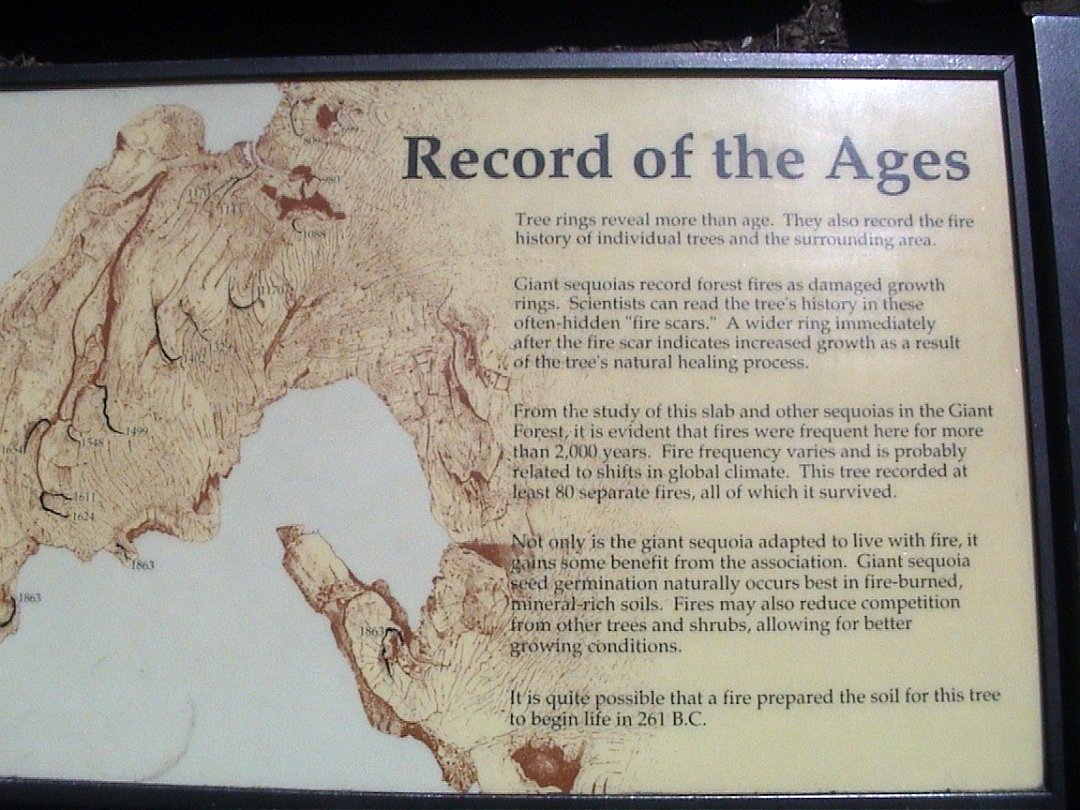 Record of the Ages
Tree rings reveal more than age. They also record the fire
history of individual trees and the surrounding area.
Giant sequoias record forest fires as damaged growth
rings. Scientists can read the tree's history in these
often-hidden "fire scars." A wider ring immediately
after the fire scar indicates increased growth as a result
of the tree's natural healing process.
From the study of this slab and other sequoias in the Giant
Forest, it is evident that fires were frequent here for more
than 2,000 years. Fire frequency varies and is probably
related to shifts in global climate. This tree recorded at
least 80 separate fires, all of which it survived.
Not only is the giant sequoia adapted to live with fire, it
gains some benefit from the association. Giant sequoia
seed germination naturally occurs best in fire-burned,
mineral-rich soils. Fires may also reduce competition
from other trees and shrubs, allowing for better
growing conditions.
It is quite possible that a fire prepared the soil for this tree
to begin life in 261 B.C.
699
1088
1499
1548
1611
1624
1863
1863
1863